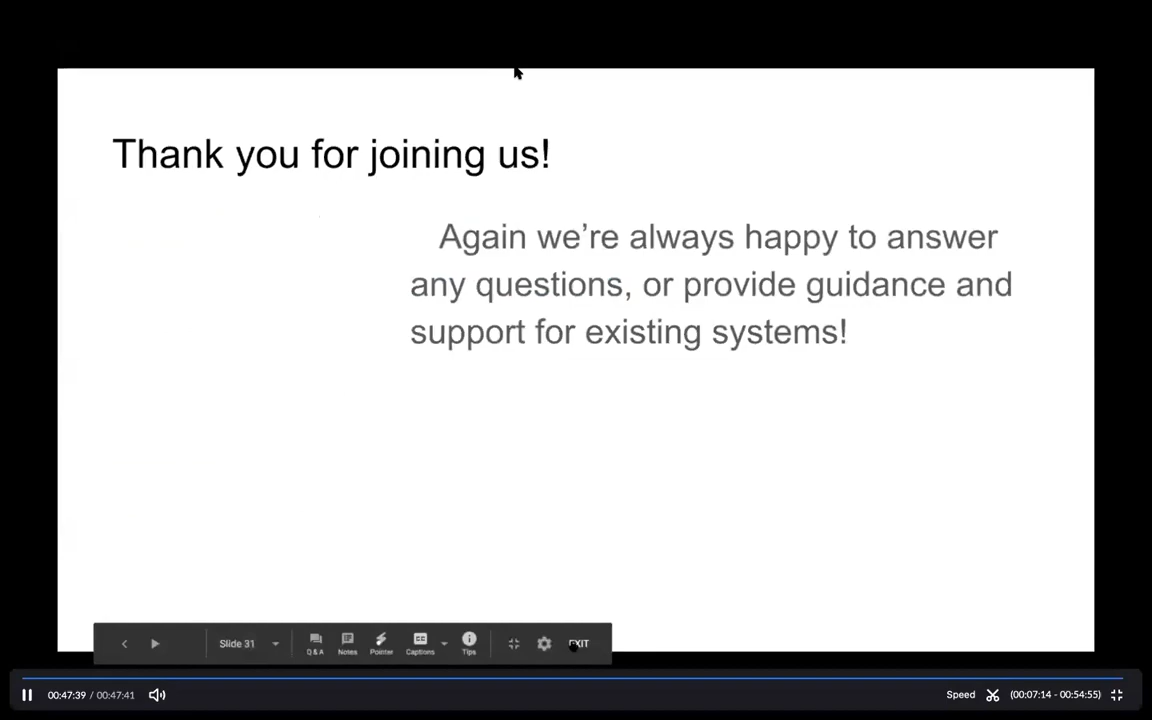 Thank you for joining us!
Again we’re always happy to answer
any questions, or provide guidance and
support for existing systems!
Slide 31
Q & A
Notes
Pointer
Captions
Tips
EXIT
00:47:39 / 00:47:41
Speed
(00:07:14 - 00:54:55)